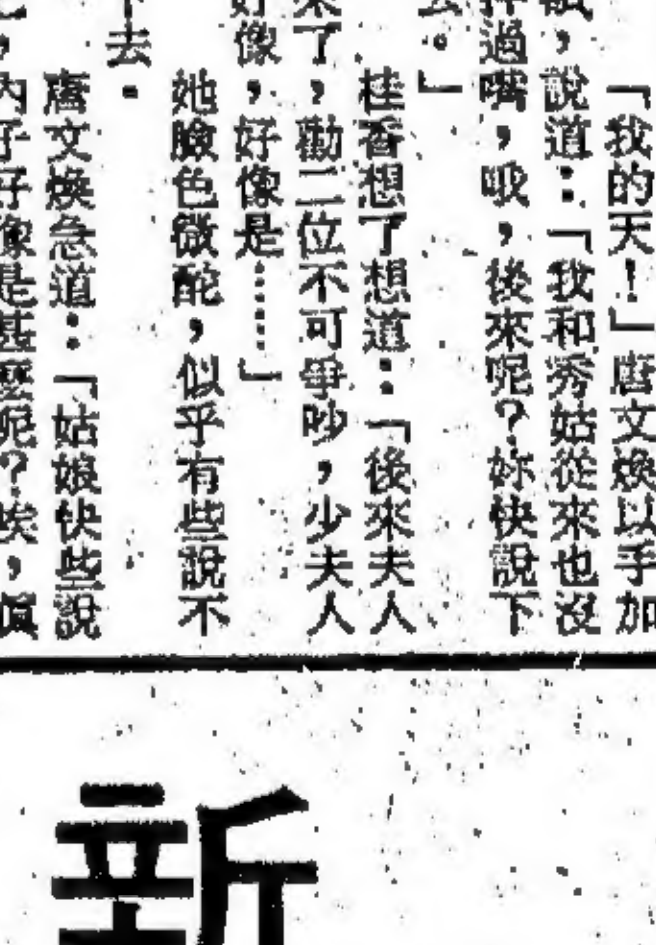 「我的天!」唐文煥以手加
額,說道:「我和秀姑從來也沒
拌過嘴,哦,後來呢?妳快說下
去。」
桂香想了想道:「後來夫人
來了,勸二位不可爭吵,少夫人
好像,好像是……」
她臉色微酡,似乎有些說不
下去。
唐文煥急道:「姑娘快些說
,內子好像是甚麼呢?唉,真
新